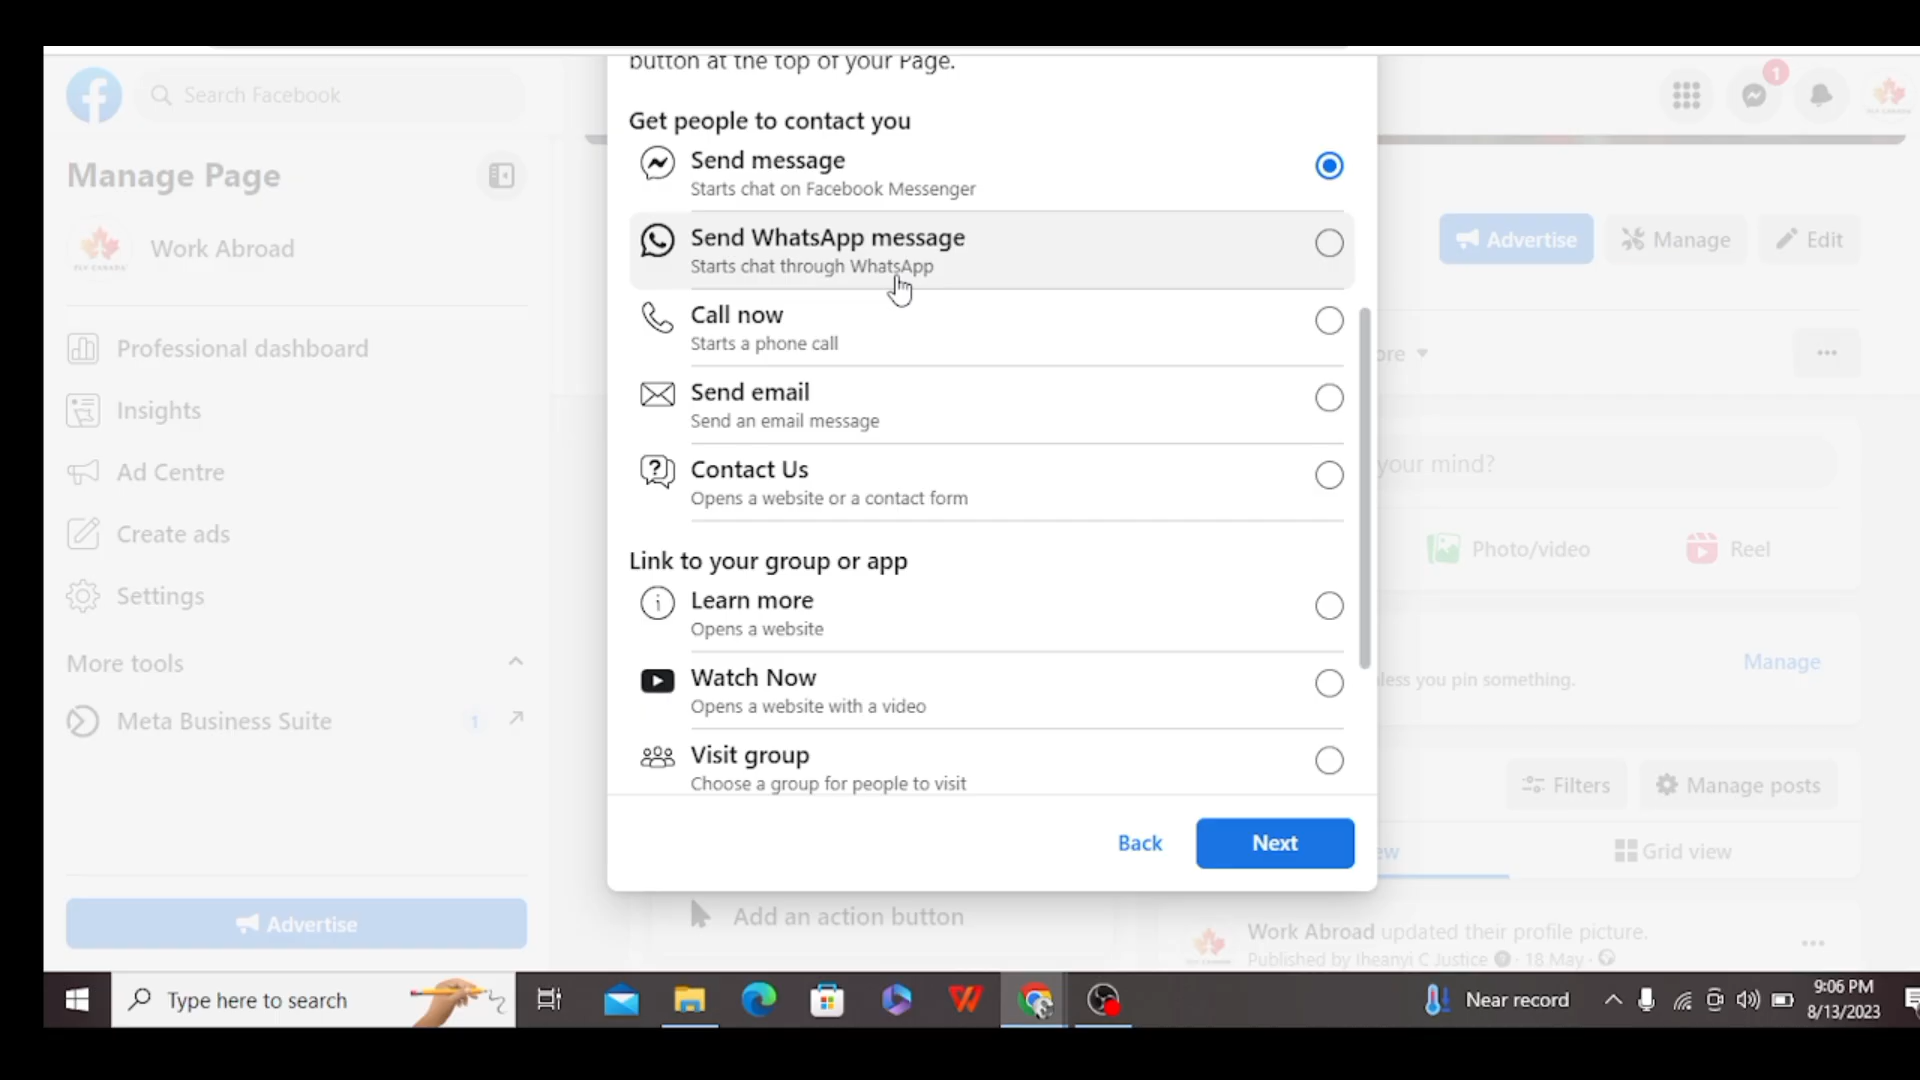 button at the top of your Page.
Search Facebook
1
Manage Page
Get people to contact you
Send message
Starts chat on Facebook Messenger
FLY CANADA
Work Abroad
Send WhatsApp message
Starts chat through WhatsApp
Advertise
Manage
Edit
Call now
Starts a phone call
Professional dashboard
ore
Send email
Send an email message
Insights
Contact Us
Opens a website or a contact form
your mind?
Ad Centre
Create ads
Link to your group or app
Photo/video
Reel
Learn more
Opens a website
Settings
More tools
Manage
Watch Now
Opens a website with a video
less you pin something.
Meta Business Suite
1
Visit group
Choose a group for people to visit
Filters
Manage posts
Back
Next
ew
Grid view
Advertise
Add an action button
Work Abroad updated their profile picture.
Published by Iheanyi C Justice · 18 May ·
Type here to search
Near record
9:06 PM
8/13/2023